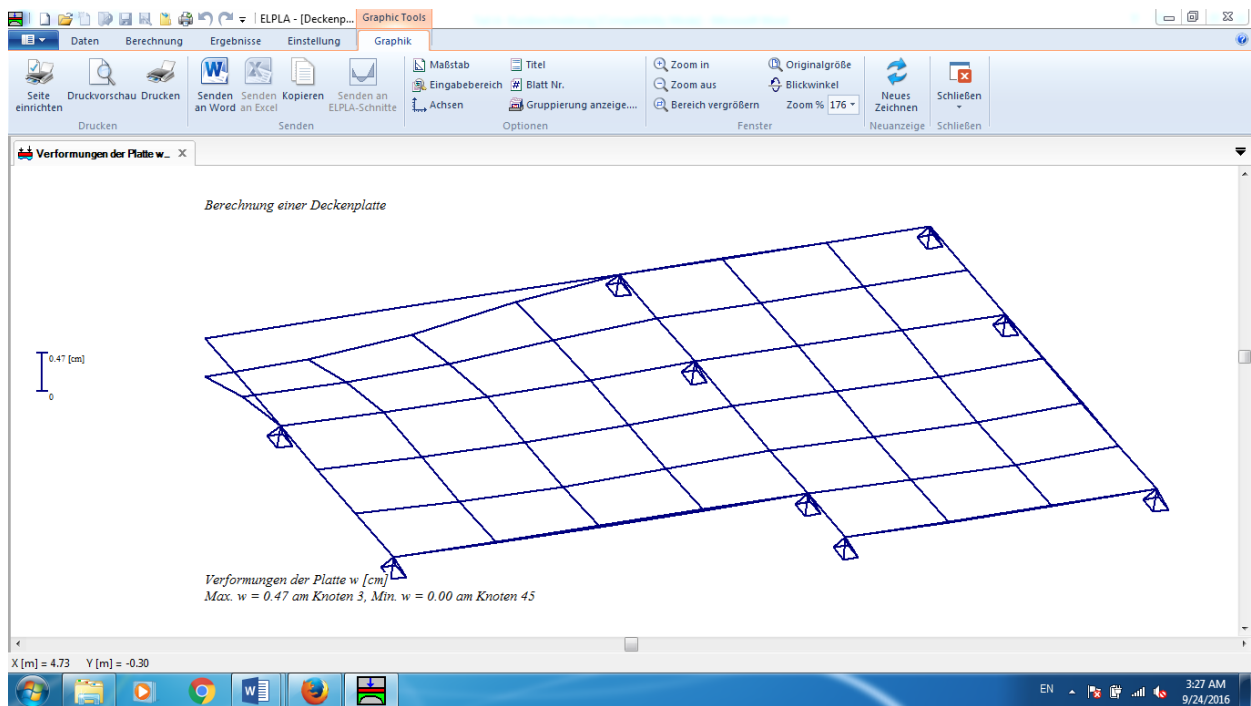 ELPLA - [Deckenp... Graphic Tools
Daten Berechnung Ergebnisse Einstellung Graphik
Seite einrichten Druckvorschau Drucken
Drucken
Senden an Word Senden an Excel Kopieren Senden an ELPLA-Schnitte
Senden
Maßstab Titel
Eingabebereich Blatt Nr.
Achsen Gruppierung anzeige....
Optionen
Zoom in Originalgröße
Zoom aus Blickwinkel
Bereich vergrößern Zoom % 176
Fenster
Neues Zeichnen
Neuanzeige
Schließen
Schließen
Verformungen der Platte w... X
Berechnung einer Deckenplatte
0.47 [cm]
0
Verformungen der Platte w [cm]
Max. w = 0.47 am Knoten 3, Min. w = 0.00 am Knoten 45
X [m] = 4.73 Y [m] = -0.30
EN 3:27 AM
9/24/2016